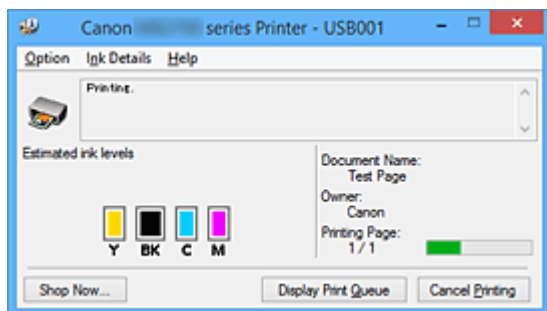 Canon series Printer - USB001
Option Ink Details Help
Printing.
Estimated ink levels
Document Name:
Test Page
Owner:
Canon
Printing Page:
1 / 1
Y BK C M
Shop Now... Display Print Queue Cancel Printing